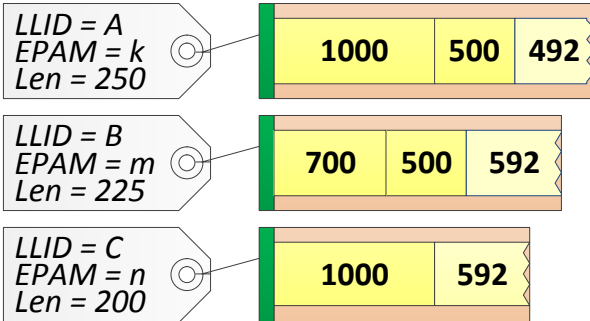 LLID = A
EPAM = k
Len = 250
1000 500 492
LLID = B
EPAM = m
Len = 225
700 500 592
LLID = C
EPAM = n
Len = 200
1000 592